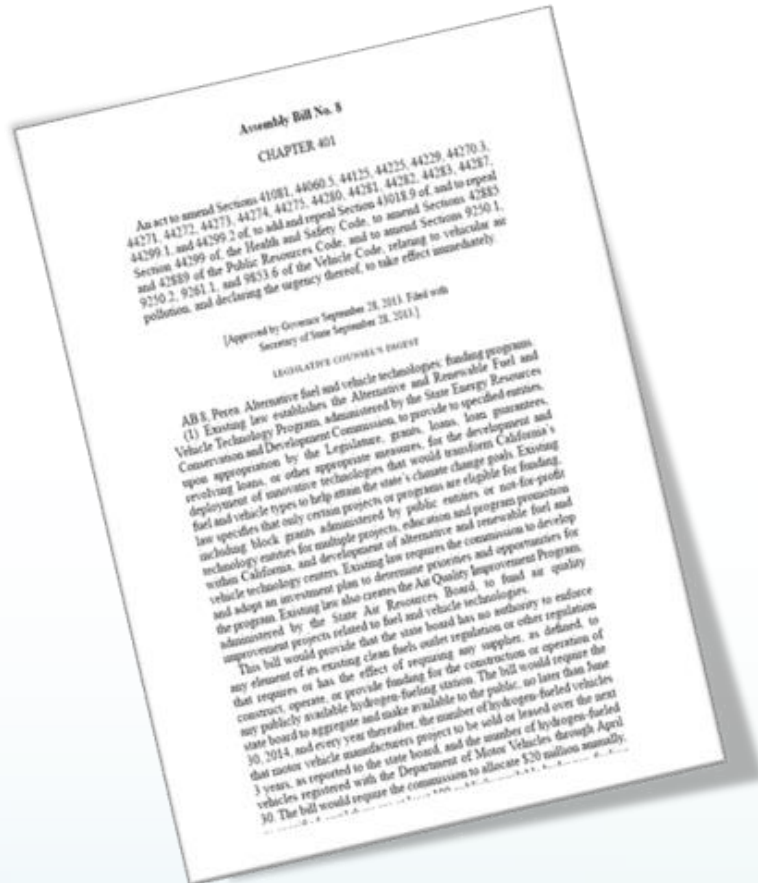 Assembly Bill No. 8
CHAPTER 401
An act to amend Sections 41081, 44060.5, 44125, 44225, 44229, 44270.3,
44271, 44272, 44273, 44274, 44275, 44280, 44281, 44282, 44283, 44287,
44299.1, and 44299.2 of, to add and repeal Section 43018.9 of, and to repeal
Section 44299 of, the Health and Safety Code, to amend Sections 42885
and 42889 of the Public Resources Code, and to amend Sections 9250.1,
9250.2, 9261.1, and 9853.6 of the Vehicle Code, relating to vehicular air
pollution, and declaring the urgency thereof, to take effect immediately.
[Approved by Governor September 28, 2013. Filed with
Secretary of State September 28, 2013.]
LEGISLATIVE COUNSEL'S DIGEST
AB 8, Perea. Alternative fuel and vehicle technologies: funding programs.
(1) Existing law establishes the Alternative and Renewable Fuel and
Vehicle Technology Program, administered by the State Energy Resources
Conservation and Development Commission, to provide to specified entities,
upon appropriation by the Legislature, grants, loans, loan guarantees,
revolving loans, or other appropriate measures, for the development and
deployment of innovative technologies that would transform California's
fuel and vehicle types to help attain the state's climate change goals. Existing
law specifies that only certain projects or programs are eligible for funding,
including block grants administered by public entities or not-for-profit
technology entities for multiple projects, education and program promotion
within California, and development of alternative and renewable fuel and
vehicle technology centers. Existing law requires the commission to develop
and adopt an investment plan to determine priorities and opportunities for
the program. Existing law also creates the Air Quality Improvement Program,
administered by the State Air Resources Board, to fund air quality
improvement projects related to fuel and vehicle technologies.
This bill would provide that the state board has no authority to enforce
any element of its existing clean fuels outlet regulation or other regulation
that requires or has the effect of requiring any supplier, as defined, to
construct, operate, or provide funding for the construction or operation of
any publicly available hydrogen-fueling station. The bill would require the
state board to aggregate and make available to the public, no later than June
30, 2014, and every year thereafter, the number of hydrogen-fueled vehicles
that motor vehicle manufacturers project to be sold or leased over the next
3 years, as reported to the state board, and the number of hydrogen-fueled
vehicles registered with the Department of Motor Vehicles through April
30. The bill would require the commission to allocate $20 million annually,